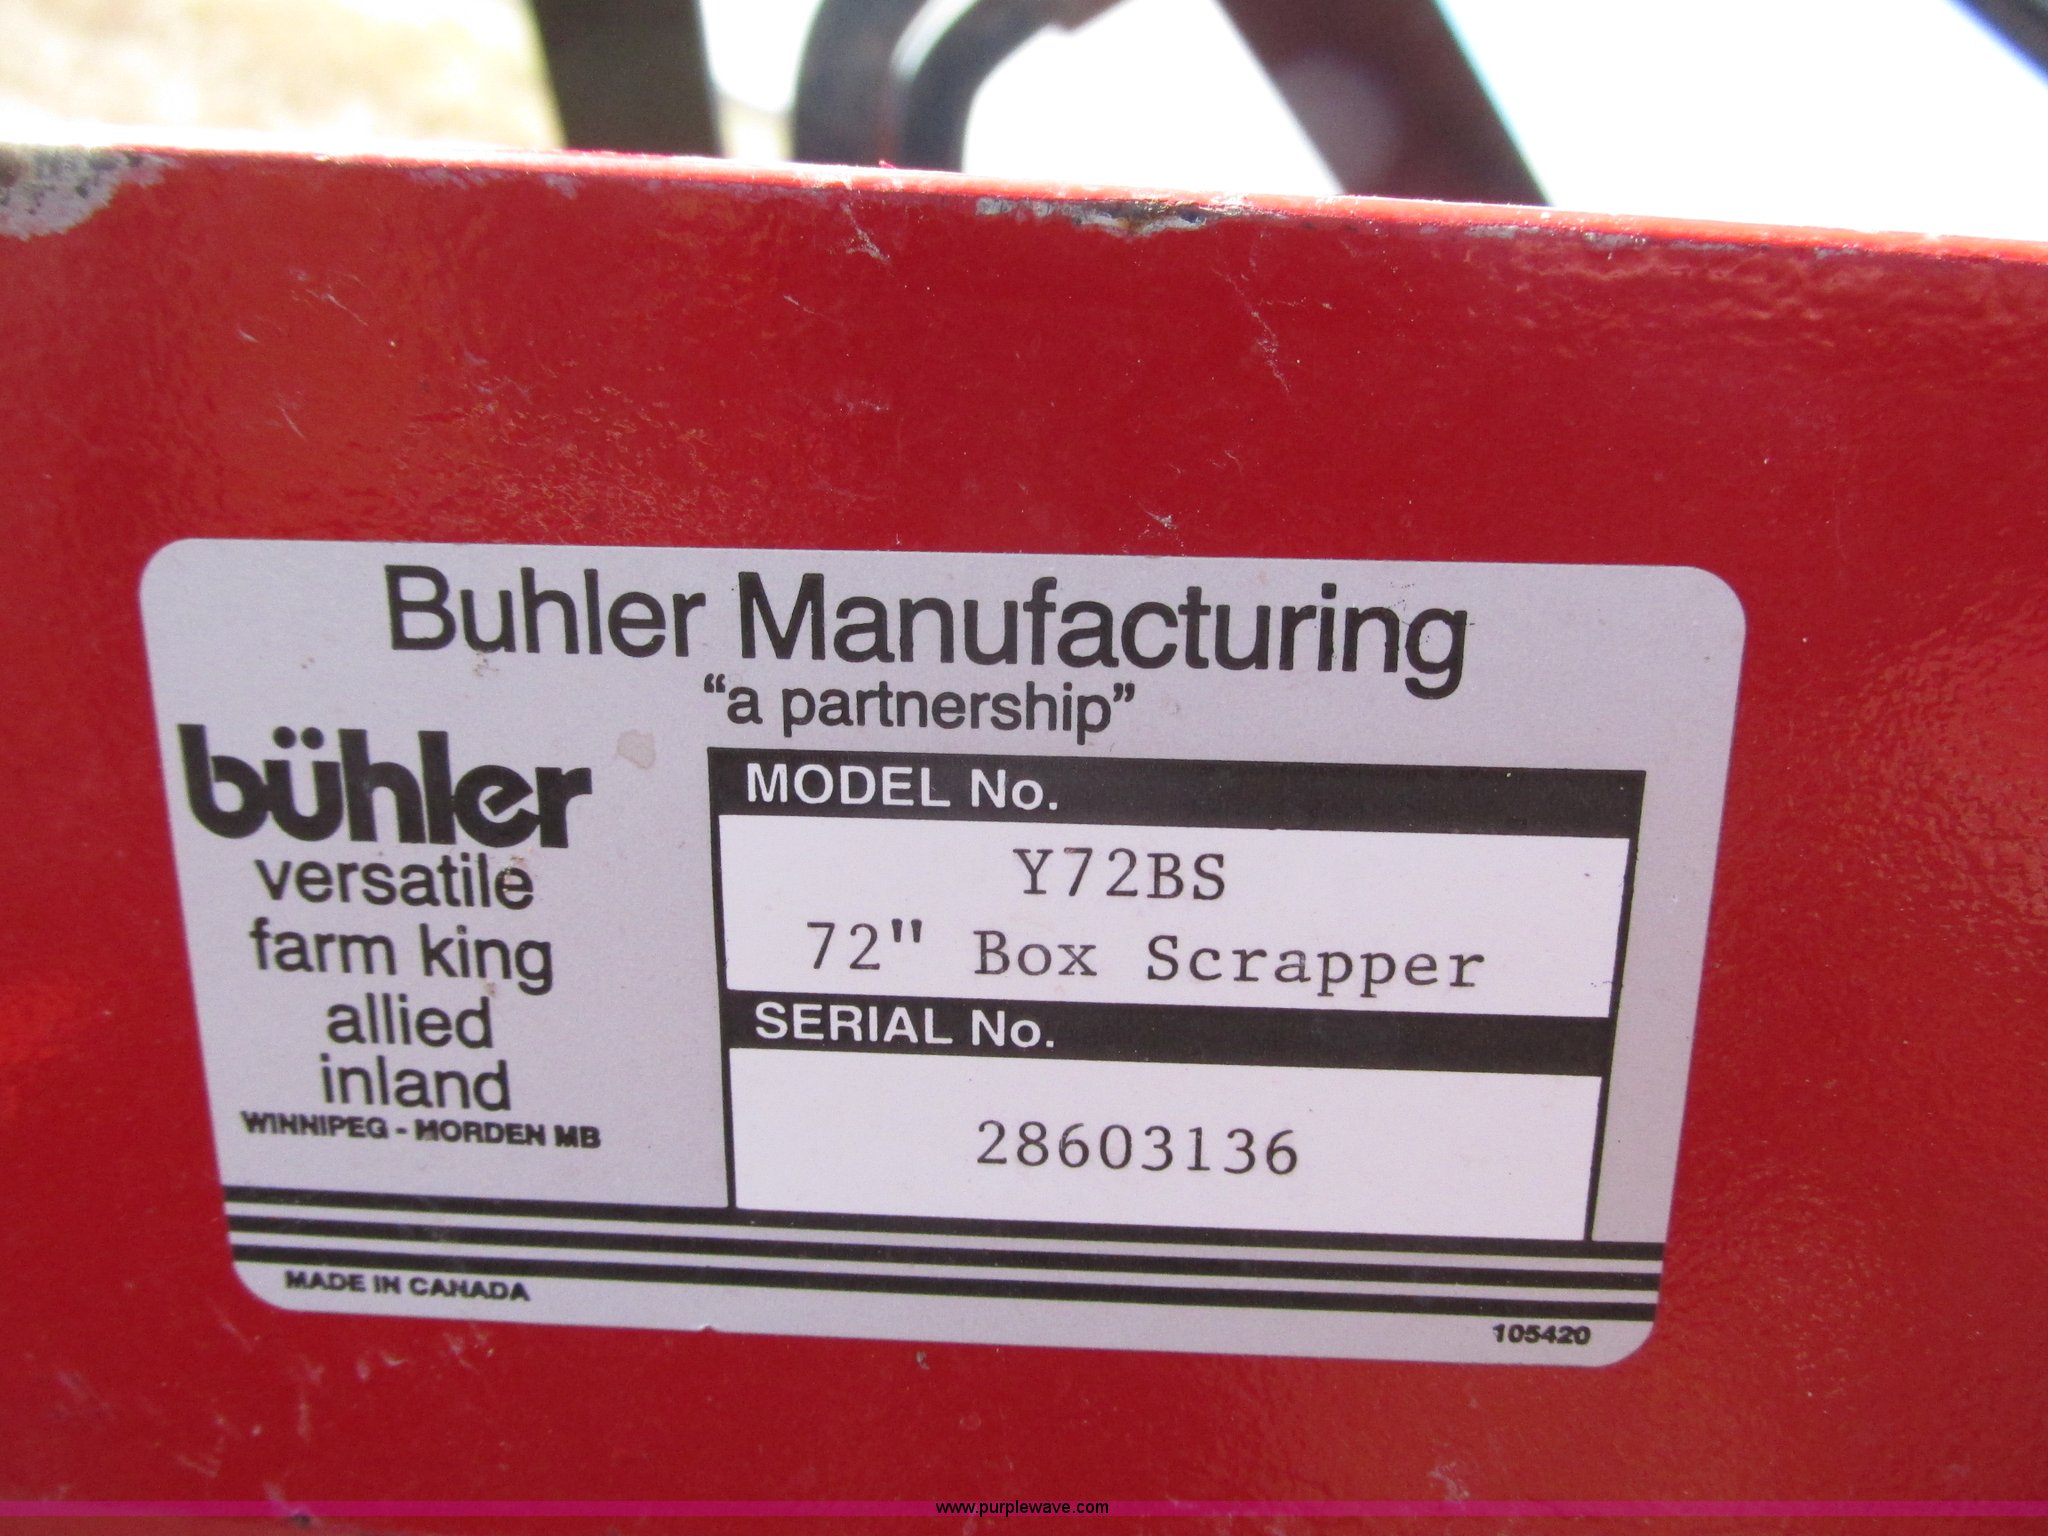 Buhler Manufacturing
“a partnership”
bühler
versatile
farm king
allied
inland
WINNIPEG - MORDEN MB
MODEL No.
Y72BS
72" Box Scrapper
SERIAL No.
28603136
MADE IN CANADA
105420
www.purplewave.com